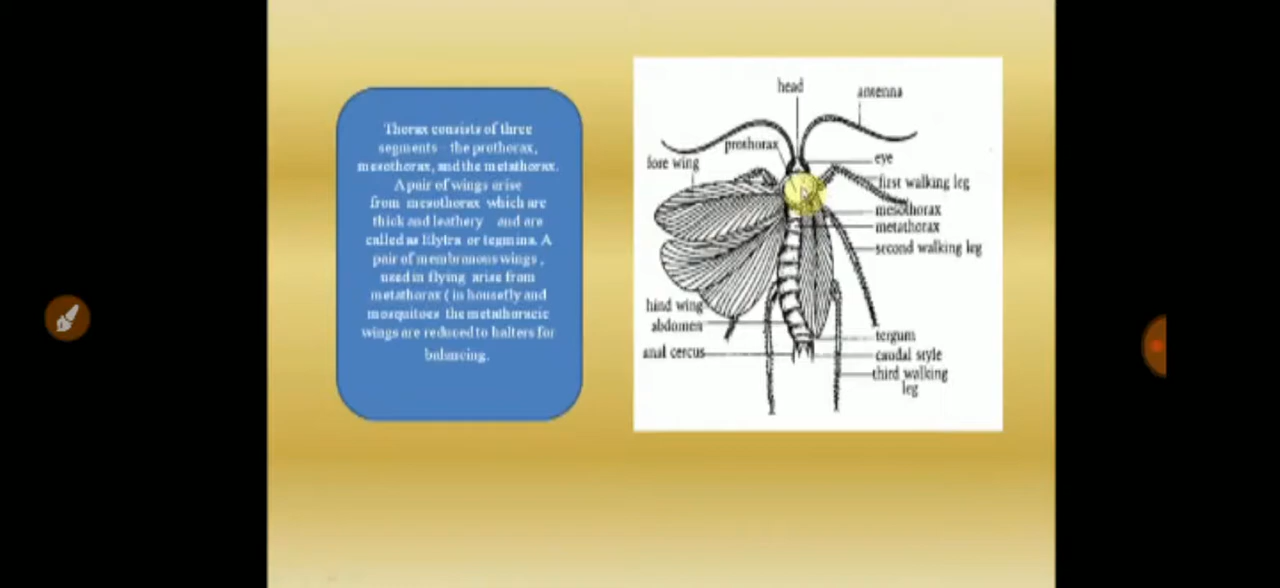 Thorax consists of three
segments the prothorax,
mesothorax, and the metathorax.
A pair of wings arise
from mesothorax which are
thick and leathery and are
called as Elytra or tegmina. A
pair of membranous wings ,
used in flying arise from
metathorax ( in housefly and
mosquitoes the metathoracic
wings are reduced to halters for
balancing.
head
antenna
prothorax
fore wing
eye
first walking leg
mesothorax
metathorax
second walking leg
hind wing
abdomen
anal cercus
tergum
caudal style
third walking
leg